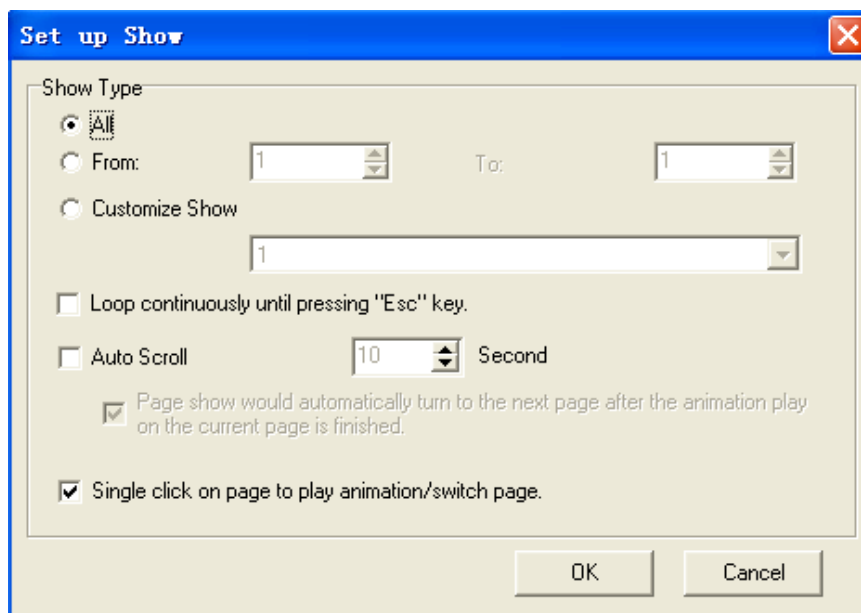 Set up Show
Show Type
All
From: 1 To: 1
Customize Show
1
Loop continuously until pressing "Esc" key.
Auto Scroll 10 Second
Page show would automatically turn to the next page after the animation play
on the current page is finished.
Single click on page to play animation/switch page.
OK Cancel